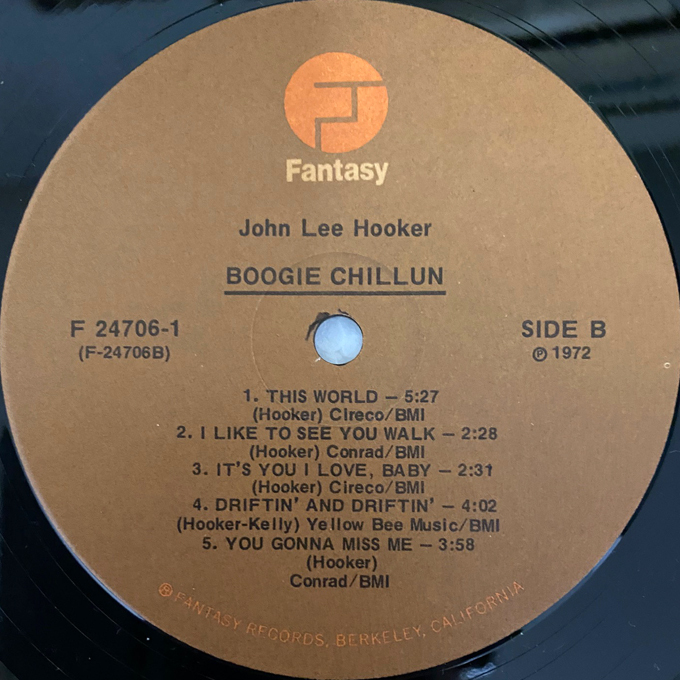 Fantasy
John Lee Hooker
BOOGIE CHILLUN
F 24706-1
(F-24706B)
SIDE B
℗ 1972
1. THIS WORLD – 5:27
(Hooker) Cireco/BMI
2. I LIKE TO SEE YOU WALK – 2:28
(Hooker) Conrad/BMI
3. IT'S YOU I LOVE, BABY – 2:31
(Hooker) Cireco/BMI
4. DRIFTIN' AND DRIFTIN' – 4:02
(Hooker-Kelly) Yellow Bee Music/BMI
5. YOU GONNA MISS ME – 3:58
(Hooker)
Conrad/BMI
® FANTASY RECORDS, BERKELEY, CALIFORNIA